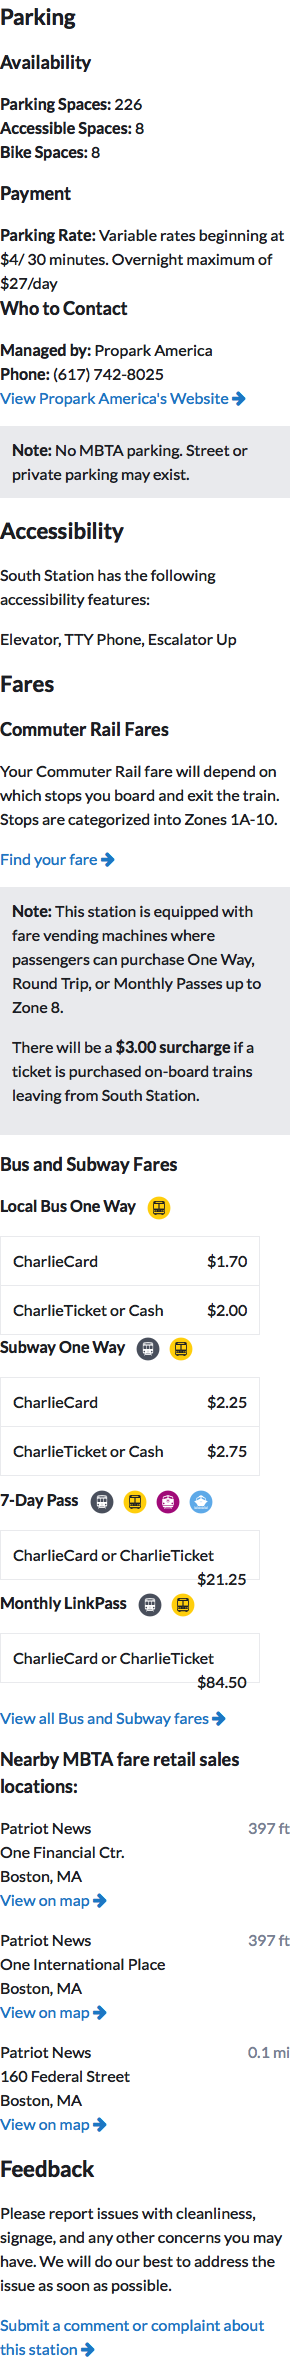 Parking
Availability
Parking Spaces: 226
Accessible Spaces: 8
Bike Spaces: 8
Payment
Parking Rate: Variable rates beginning at
$4/ 30 minutes. Overnight maximum of
$27/day
Who to Contact
Managed by: Propark America
Phone: (617) 742-8025
View Propark America's Website
Note: No MBTA parking. Street or
private parking may exist.
Accessibility
South Station has the following
accessibility features:
Elevator, TTY Phone, Escalator Up
Fares
Commuter Rail Fares
Your Commuter Rail fare will depend on
which stops you board and exit the train.
Stops are categorized into Zones 1A-10.
Find your fare
Note: This station is equipped with
fare vending machines where
passengers can purchase One Way,
Round Trip, or Monthly Passes up to
Zone 8.
There will be a $3.00 surcharge if a
ticket is purchased on-board trains
leaving from South Station.
Bus and Subway Fares
Local Bus One Way
CharlieCard $1.70
CharlieTicket or Cash $2.00
Subway One Way
CharlieCard $2.25
CharlieTicket or Cash $2.75
7-Day Pass
CharlieCard or CharlieTicket
$21.25
Monthly LinkPass
CharlieCard or CharlieTicket
$84.50
View all Bus and Subway fares
Nearby MBTA fare retail sales
locations:
Patriot News 397 ft
One Financial Ctr.
Boston, MA
View on map
Patriot News 397 ft
One International Place
Boston, MA
View on map
Patriot News 0.1 mi
160 Federal Street
Boston, MA
View on map
Feedback
Please report issues with cleanliness,
signage, and any other concerns you may
have. We will do our best to address the
issue as soon as possible.
Submit a comment or complaint about
this station